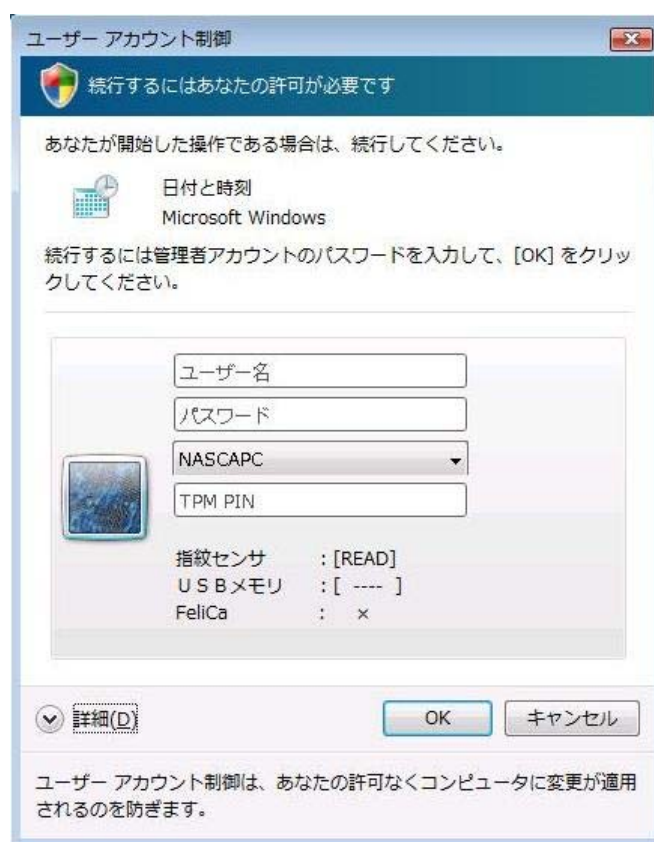 ユーザー アカウント制御
続行するにはあなたの許可が必要です
あなたが開始した操作である場合は、続行してください。
日付と時刻
Microsoft Windows
続行するには管理者アカウントのパスワードを入力して、[OK] をクリッ
クしてください。
ユーザー名
パスワード
NASCAPC
TPM PIN
指紋センサ : [READ]
ＵＳＢメモリ : [ ---- ]
FeliCa : ×
詳細(D) OK キャンセル
ユーザー アカウント制御は、あなたの許可なくコンピュータに変更が適用
されるのを防ぎます。